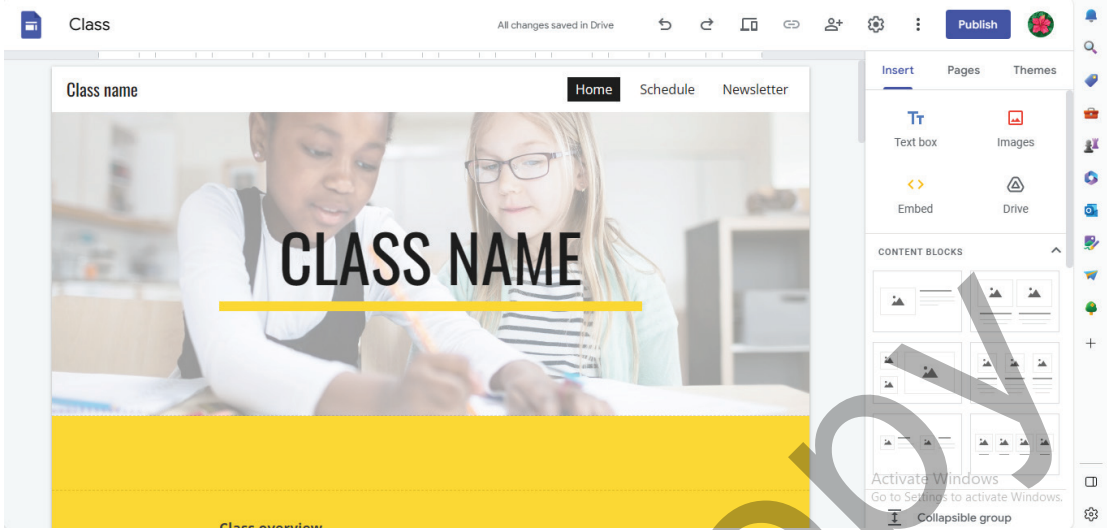 Class
All changes saved in Drive
Publish
Class name
Home Schedule Newsletter
CLASS NAME
Class overview
Insert Pages Themes
Tт
Text box Images
Embed Drive
CONTENT BLOCKS
Activate Windows
Go to Settings to activate Windows.
Collapsible group